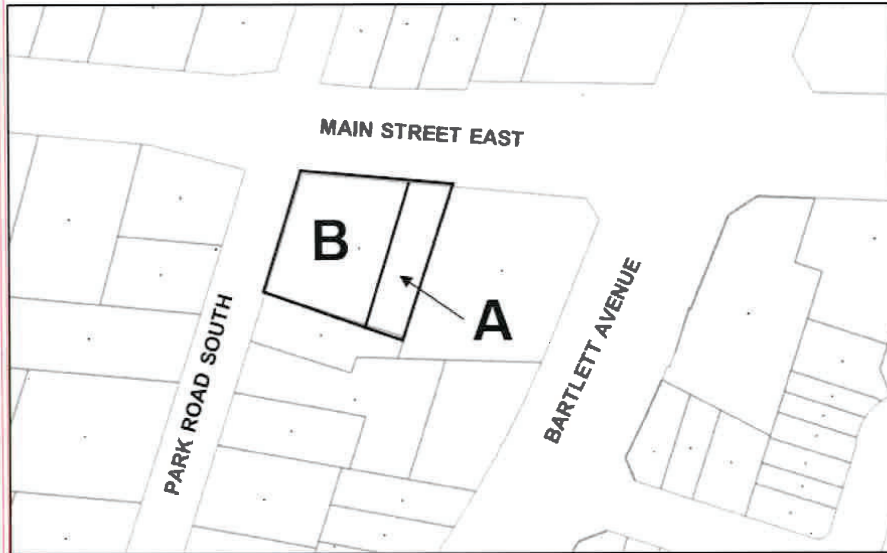 MAIN STREET EAST
B
A
PARK ROAD SOUTH
BARTLETT AVENUE